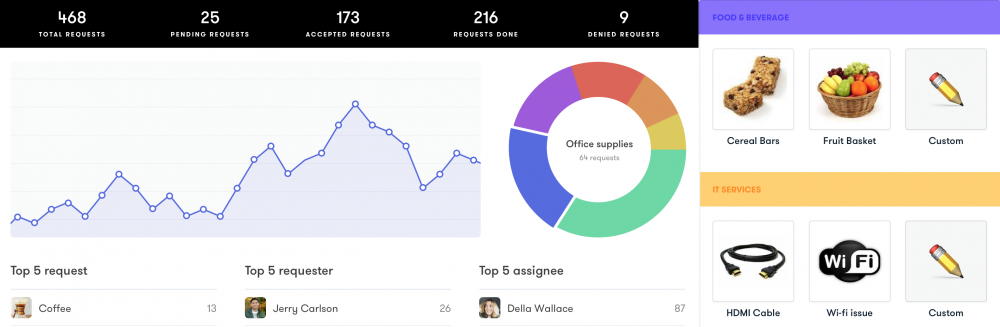 468 25 173 216 9
TOTAL REQUESTS PENDING REQUESTS ACCEPTED REQUESTS REQUESTS DONE DENIED REQUESTS
Office supplies
64 requests
Top 5 request Top 5 requester Top 5 assignee
Coffee 13 Jerry Carlson 26 Della Wallace 87
FOOD & BEVERAGE
Cereal Bars Fruit Basket Custom
IT SERVICES
Wi Fi
HDMI Cable Wi-fi issue Custom